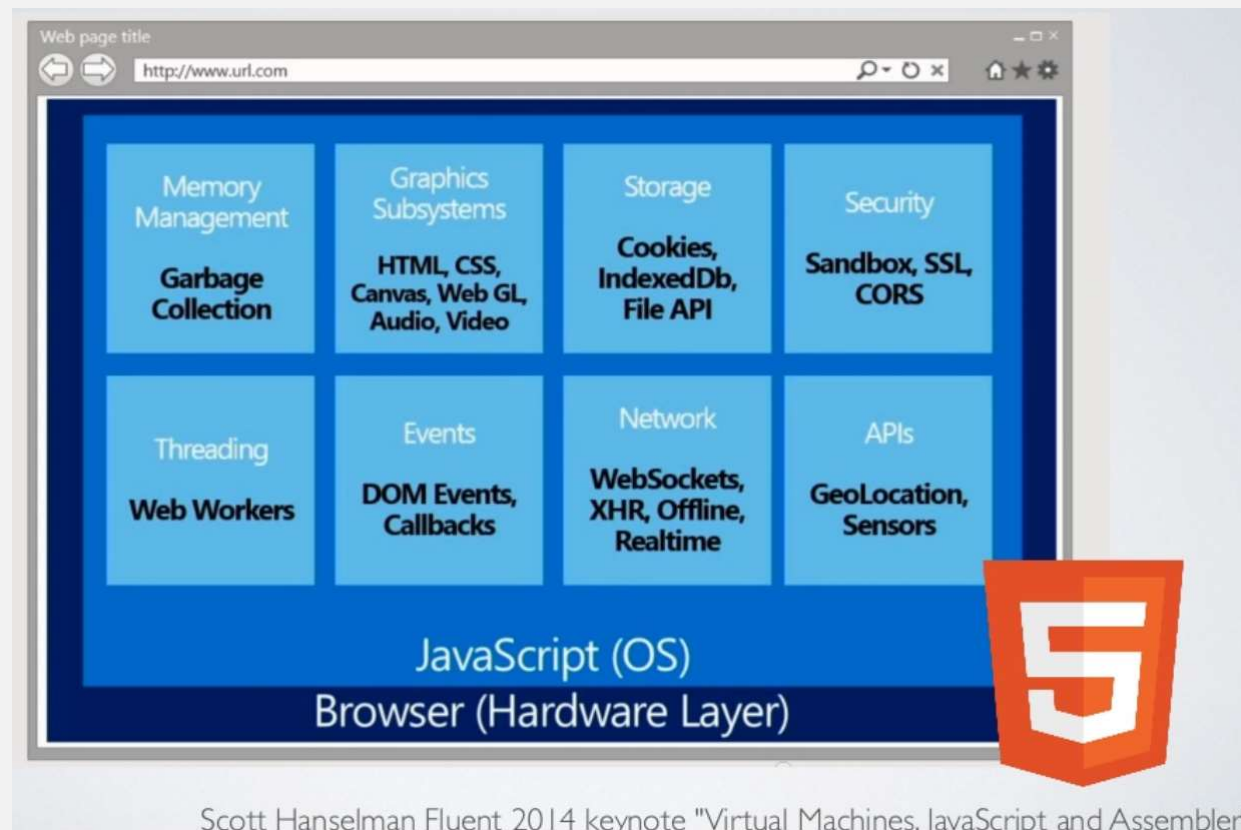 Web page title
http://www.url.com
Memory
Management
Garbage
Collection
Graphics
Subsystems
HTML, CSS,
Canvas, Web GL,
Audio, Video
Storage
Cookies,
IndexedDb,
File API
Security
Sandbox, SSL,
CORS
Threading
Web Workers
Events
DOM Events,
Callbacks
Network
WebSockets,
XHR, Offline,
Realtime
APIs
GeoLocation,
Sensors
JavaScript (OS)
Browser (Hardware Layer)
5
Scott Hanselman Fluent 2014 keynote "Virtual Machines, JavaScript and Assembler